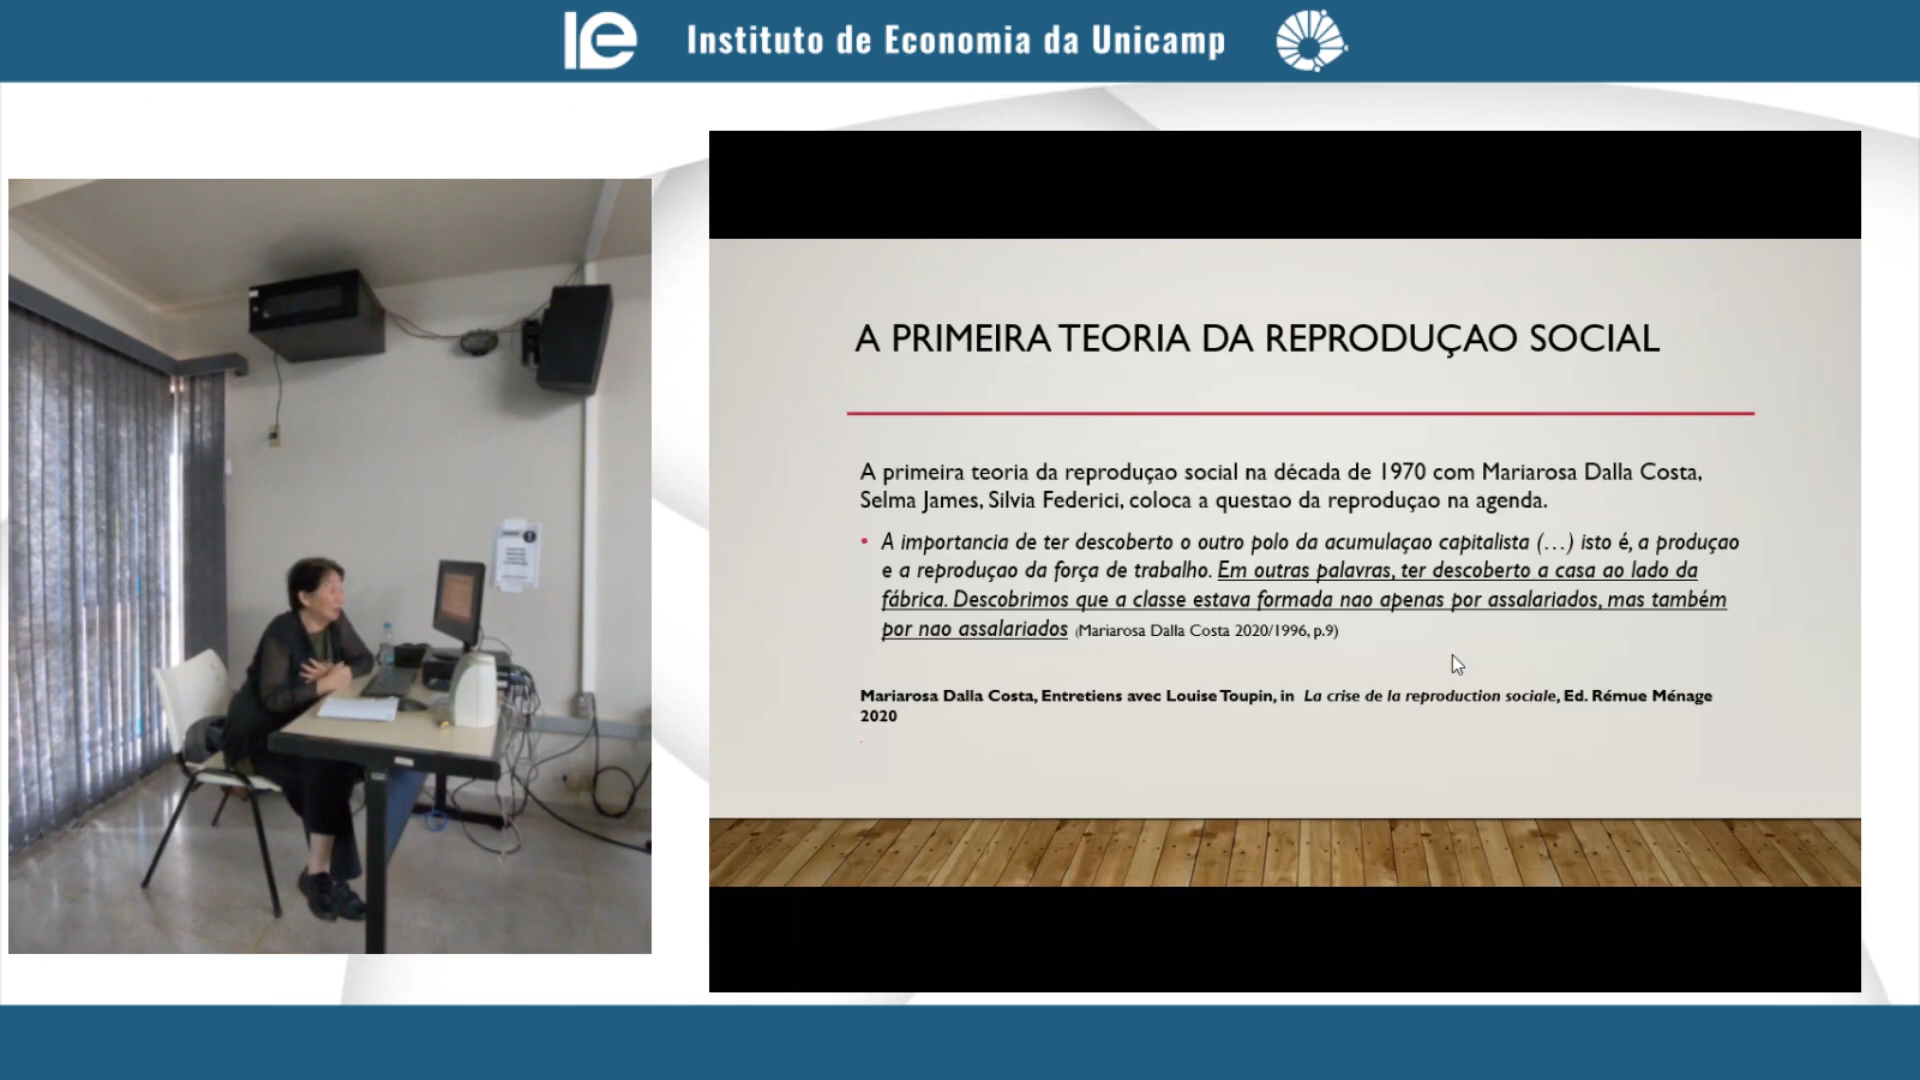 Ie Instituto de Economia da Unicamp
A PRIMEIRA TEORIA DA REPRODUÇAO SOCIAL
A primeira teoria da reproduçao social na década de 1970 com Mariarosa Dalla Costa,
Selma James, Silvia Federici, coloca a questao da reproduçao na agenda.
• A importancia de ter descoberto o outro polo da acumulaçao capitalista (…) isto é, a produçao
e a reproduçao da força de trabalho. Em outras palavras, ter descoberto a casa ao lado da
fábrica. Descobrimos que a classe estava formada nao apenas por assalariados, mas também
por nao assalariados (Mariarosa Dalla Costa 2020/1996, p.9)
Mariarosa Dalla Costa, Entretiens avec Louise Toupin, in La crise de la reproduction sociale, Ed. Rémue Ménage
2020